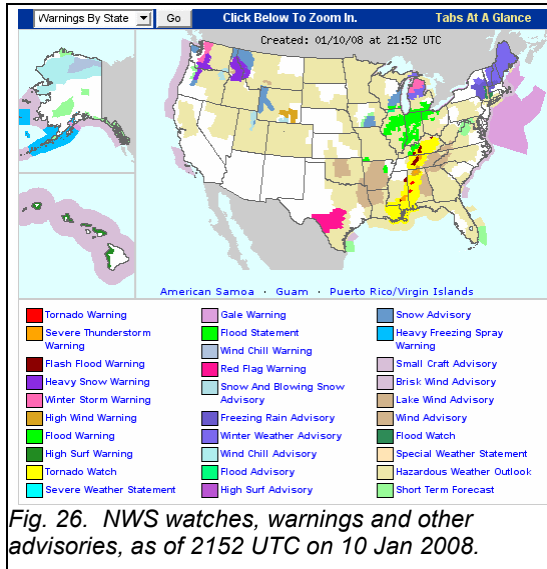 Warnings By State Go Click Below To Zoom In. Tabs At A Glance
Created: 01/10/08 at 21:52 UTC
American Samoa · Guam · Puerto Rico/Virgin Islands
Tornado Warning
Severe Thunderstorm
Warning
Flash Flood Warning
Heavy Snow Warning
Winter Storm Warning
High Wind Warning
Flood Warning
High Surf Warning
Tornado Watch
Severe Weather Statement
Gale Warning
Flood Statement
Wind Chill Warning
Red Flag Warning
Snow And Blowing Snow
Advisory
Freezing Rain Advisory
Winter Weather Advisory
Wind Chill Advisory
Flood Advisory
High Surf Advisory
Snow Advisory
Heavy Freezing Spray
Warning
Small Craft Advisory
Brisk Wind Advisory
Lake Wind Advisory
Wind Advisory
Flood Watch
Special Weather Statement
Hazardous Weather Outlook
Short Term Forecast
Fig. 26. NWS watches, warnings and other
advisories, as of 2152 UTC on 10 Jan 2008.